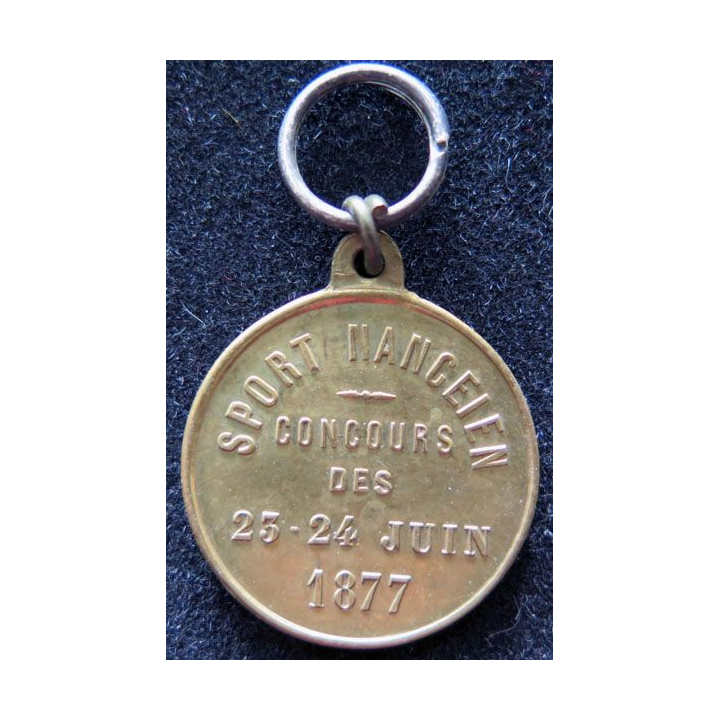 SPORT NANCEIEN
CONCOURS
DES
23-24 JUIN
1877